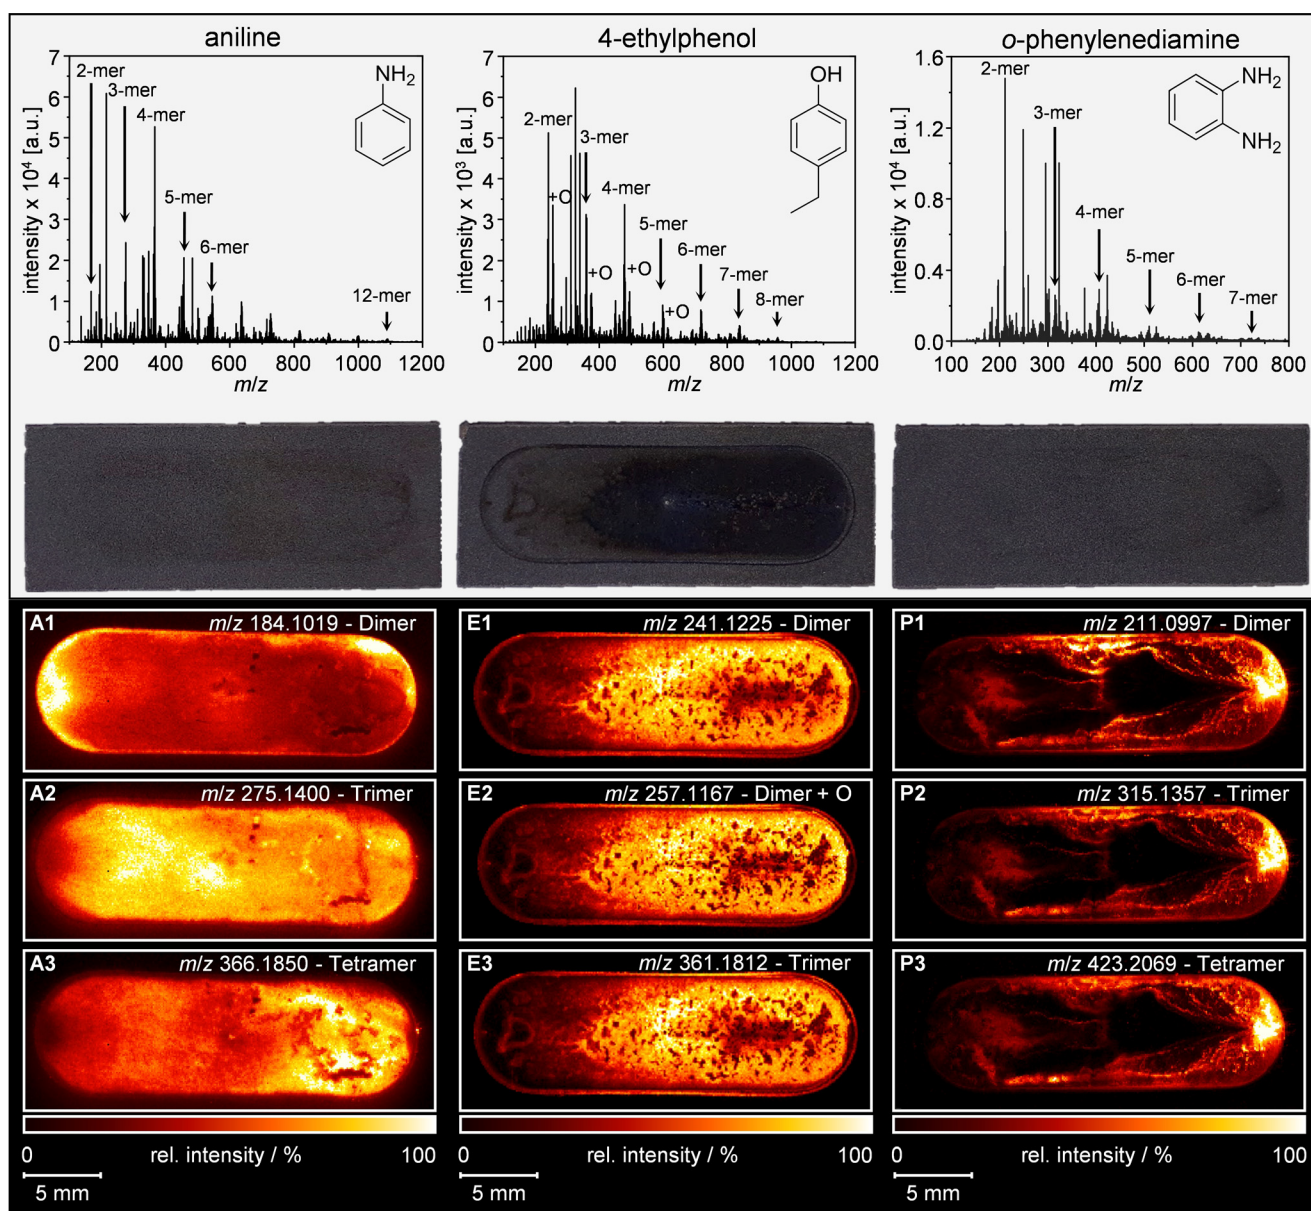 aniline
4-ethylphenol
o-phenylenediamine
intensity x 10⁴ [a.u.]
7
6
5
4
3
2
1
0
2-mer
3-mer
4-mer
5-mer
6-mer
12-mer
NH₂
200 400 600 800 1000 1200
m/z
intensity x 10³ [a.u.]
7
6
5
4
3
2
1
0
2-mer
+O
3-mer
+O
4-mer
+O
5-mer
+O
6-mer
7-mer
8-mer
OH
200 400 600 800 1000 1200
m/z
intensity x 10⁴ [a.u.]
1.6
1.2
0.8
0.4
0.0
2-mer
3-mer
4-mer
5-mer
6-mer
7-mer
NH₂
NH₂
100 200 300 400 500 600 700 800
m/z
A1 m/z 184.1019 - Dimer
E1 m/z 241.1225 - Dimer
P1 m/z 211.0997 - Dimer
A2 m/z 275.1400 - Trimer
E2 m/z 257.1167 - Dimer + O
P2 m/z 315.1357 - Trimer
A3 m/z 366.1850 - Tetramer
E3 m/z 361.1812 - Trimer
P3 m/z 423.2069 - Tetramer
0 rel. intensity / % 100
0 rel. intensity / % 100
0 rel. intensity / % 100
5 mm
5 mm
5 mm